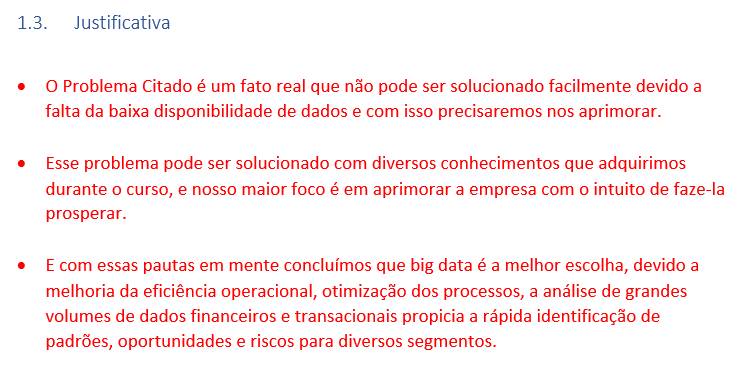 1.3. Justificativa
• O Problema Citado é um fato real que não pode ser solucionado facilmente devido a
falta da baixa disponibilidade de dados e com isso precisaremos nos aprimorar.
• Esse problema pode ser solucionado com diversos conhecimentos que adquirimos
durante o curso, e nosso maior foco é em aprimorar a empresa com o intuito de faze-la
prosperar.
• E com essas pautas em mente concluímos que big data é a melhor escolha, devido a
melhoria da eficiência operacional, otimização dos processos, a análise de grandes
volumes de dados financeiros e transacionais propicia a rápida identificação de
padrões, oportunidades e riscos para diversos segmentos.